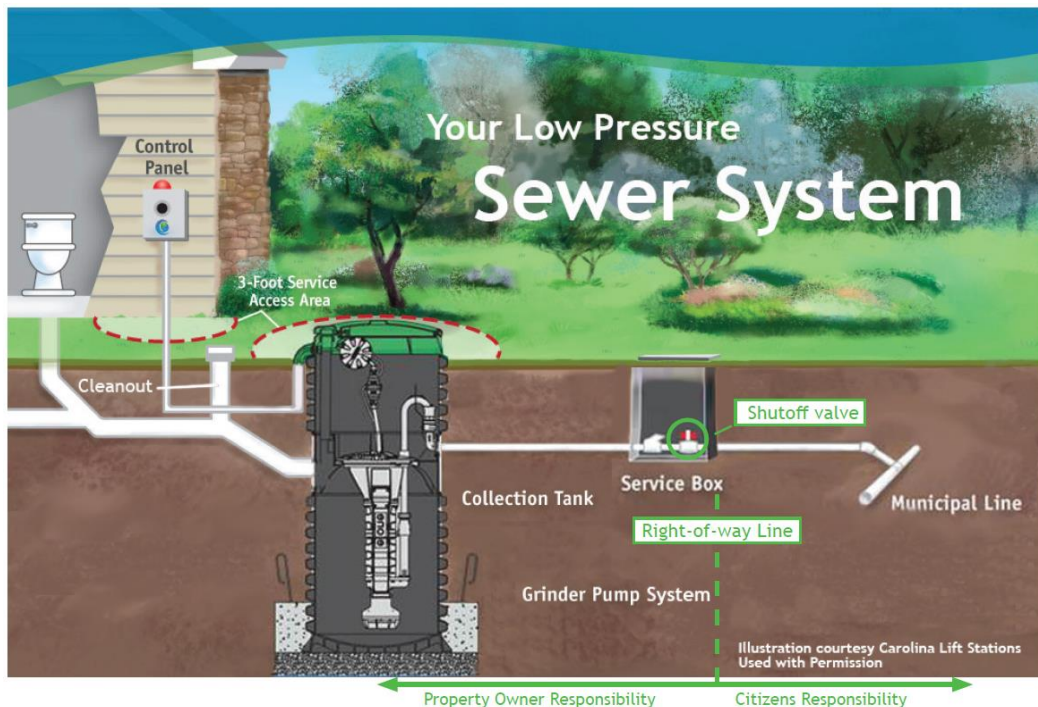 Your Low Pressure
Sewer System
Control
Panel
3-Foot Service
Access Area
Cleanout
Shutoff valve
Service Box
Collection Tank
Municipal Line
Right-of-way Line
Grinder Pump System
Illustration courtesy Carolina Lift Stations
Used with Permission
Property Owner Responsibility
Citizens Responsibility